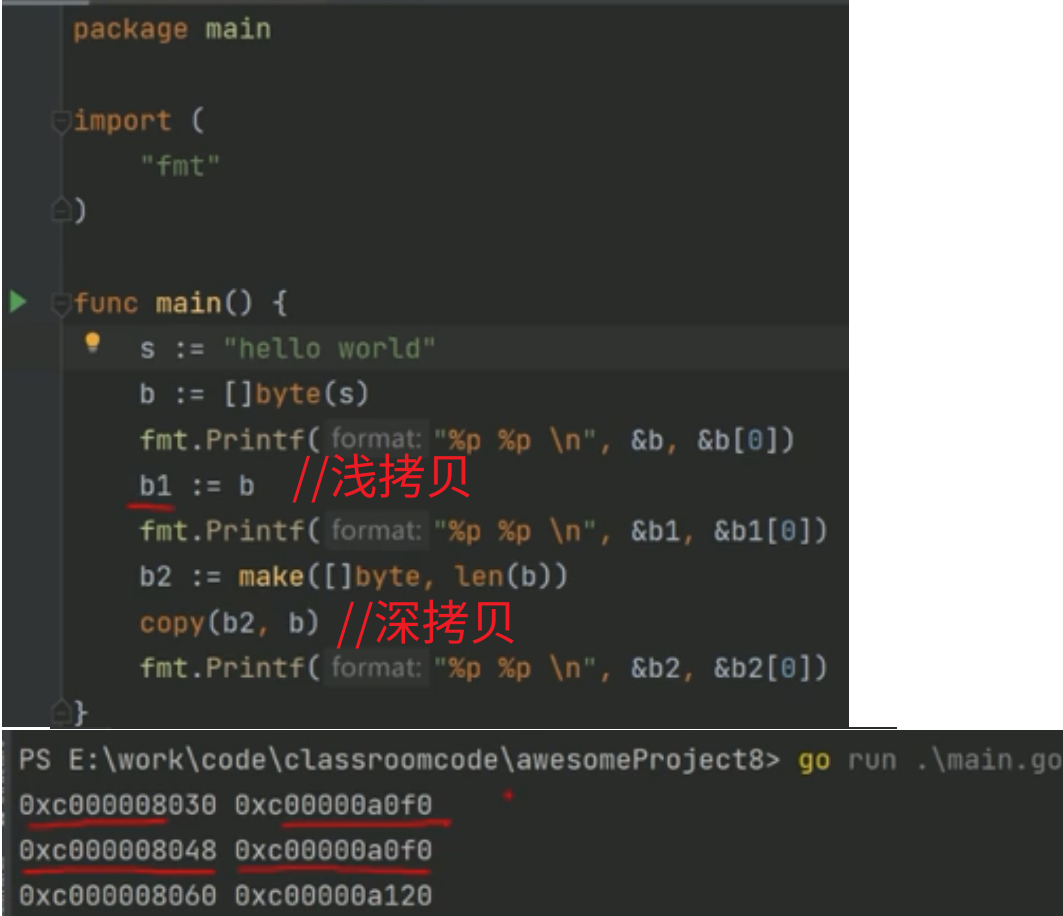 package main
import (
"fmt"
)
func main() {
s := "hello world"
b := []byte(s)
fmt.Printf( format: "%p %p \n", &b, &b[0])
b1 := b //浅拷贝
fmt.Printf( format: "%p %p \n", &b1, &b1[0])
b2 := make([]byte, len(b))
copy(b2, b) //深拷贝
fmt.Printf( format: "%p %p \n", &b2, &b2[0])
}
PS E:\work\code\classroomcode\awesomeProject8> go run .\main.go
0xc000008030 0xc00000a0f0
0xc000008048 0xc00000a0f0
0xc000008060 0xc00000a120